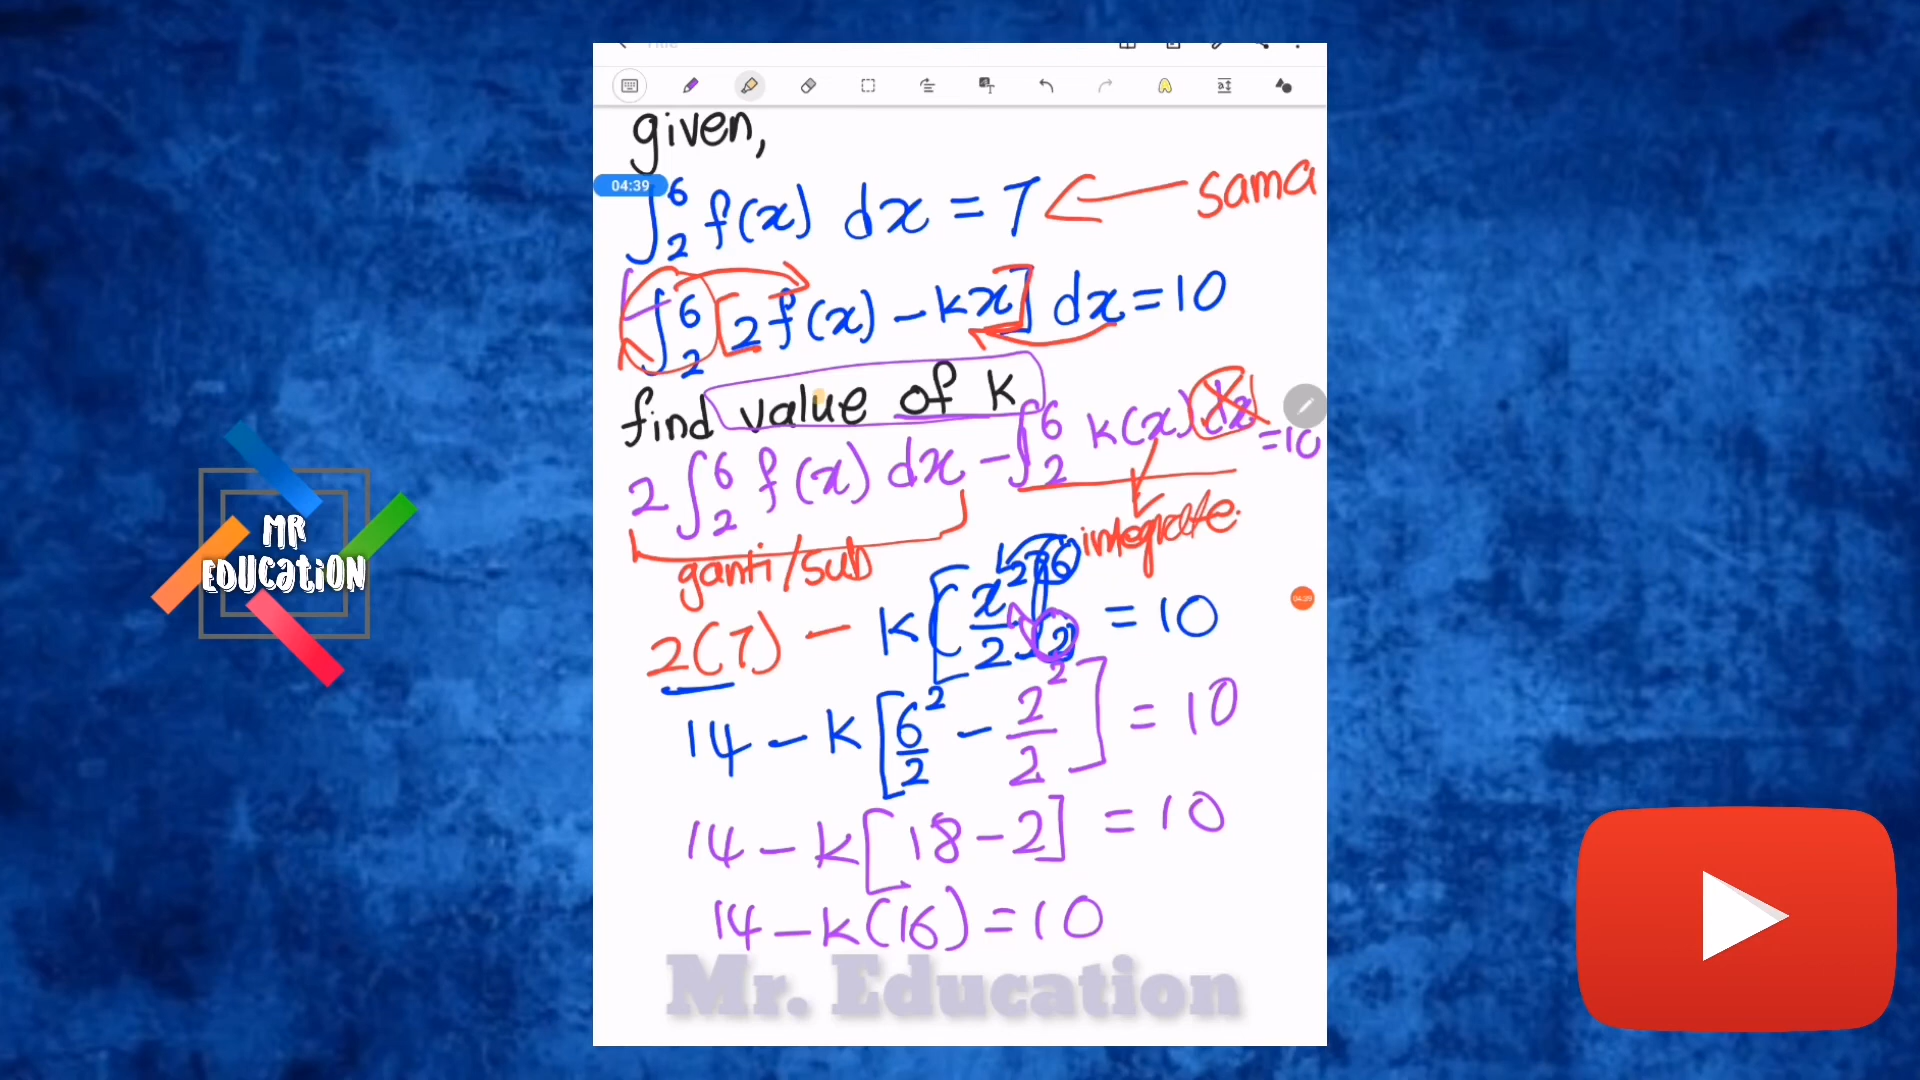 given,
04:39
∫₂⁶ f(x) dx = 7 ← sama
∫₂⁶ [2f(x) – kx] dx = 10
find value of k
2 ∫₂⁶ f(x) dx – ∫₂⁶ k(x) dx = 10
ganti/sub
integrate
2(7) – k[x²/2]₂⁶ = 10
14 – k[6²/2 – 2²/2] = 10
14 – k[18 – 2] = 10
14 – k(16) = 10
Mr. Education
MR
EDUCATION
04:39